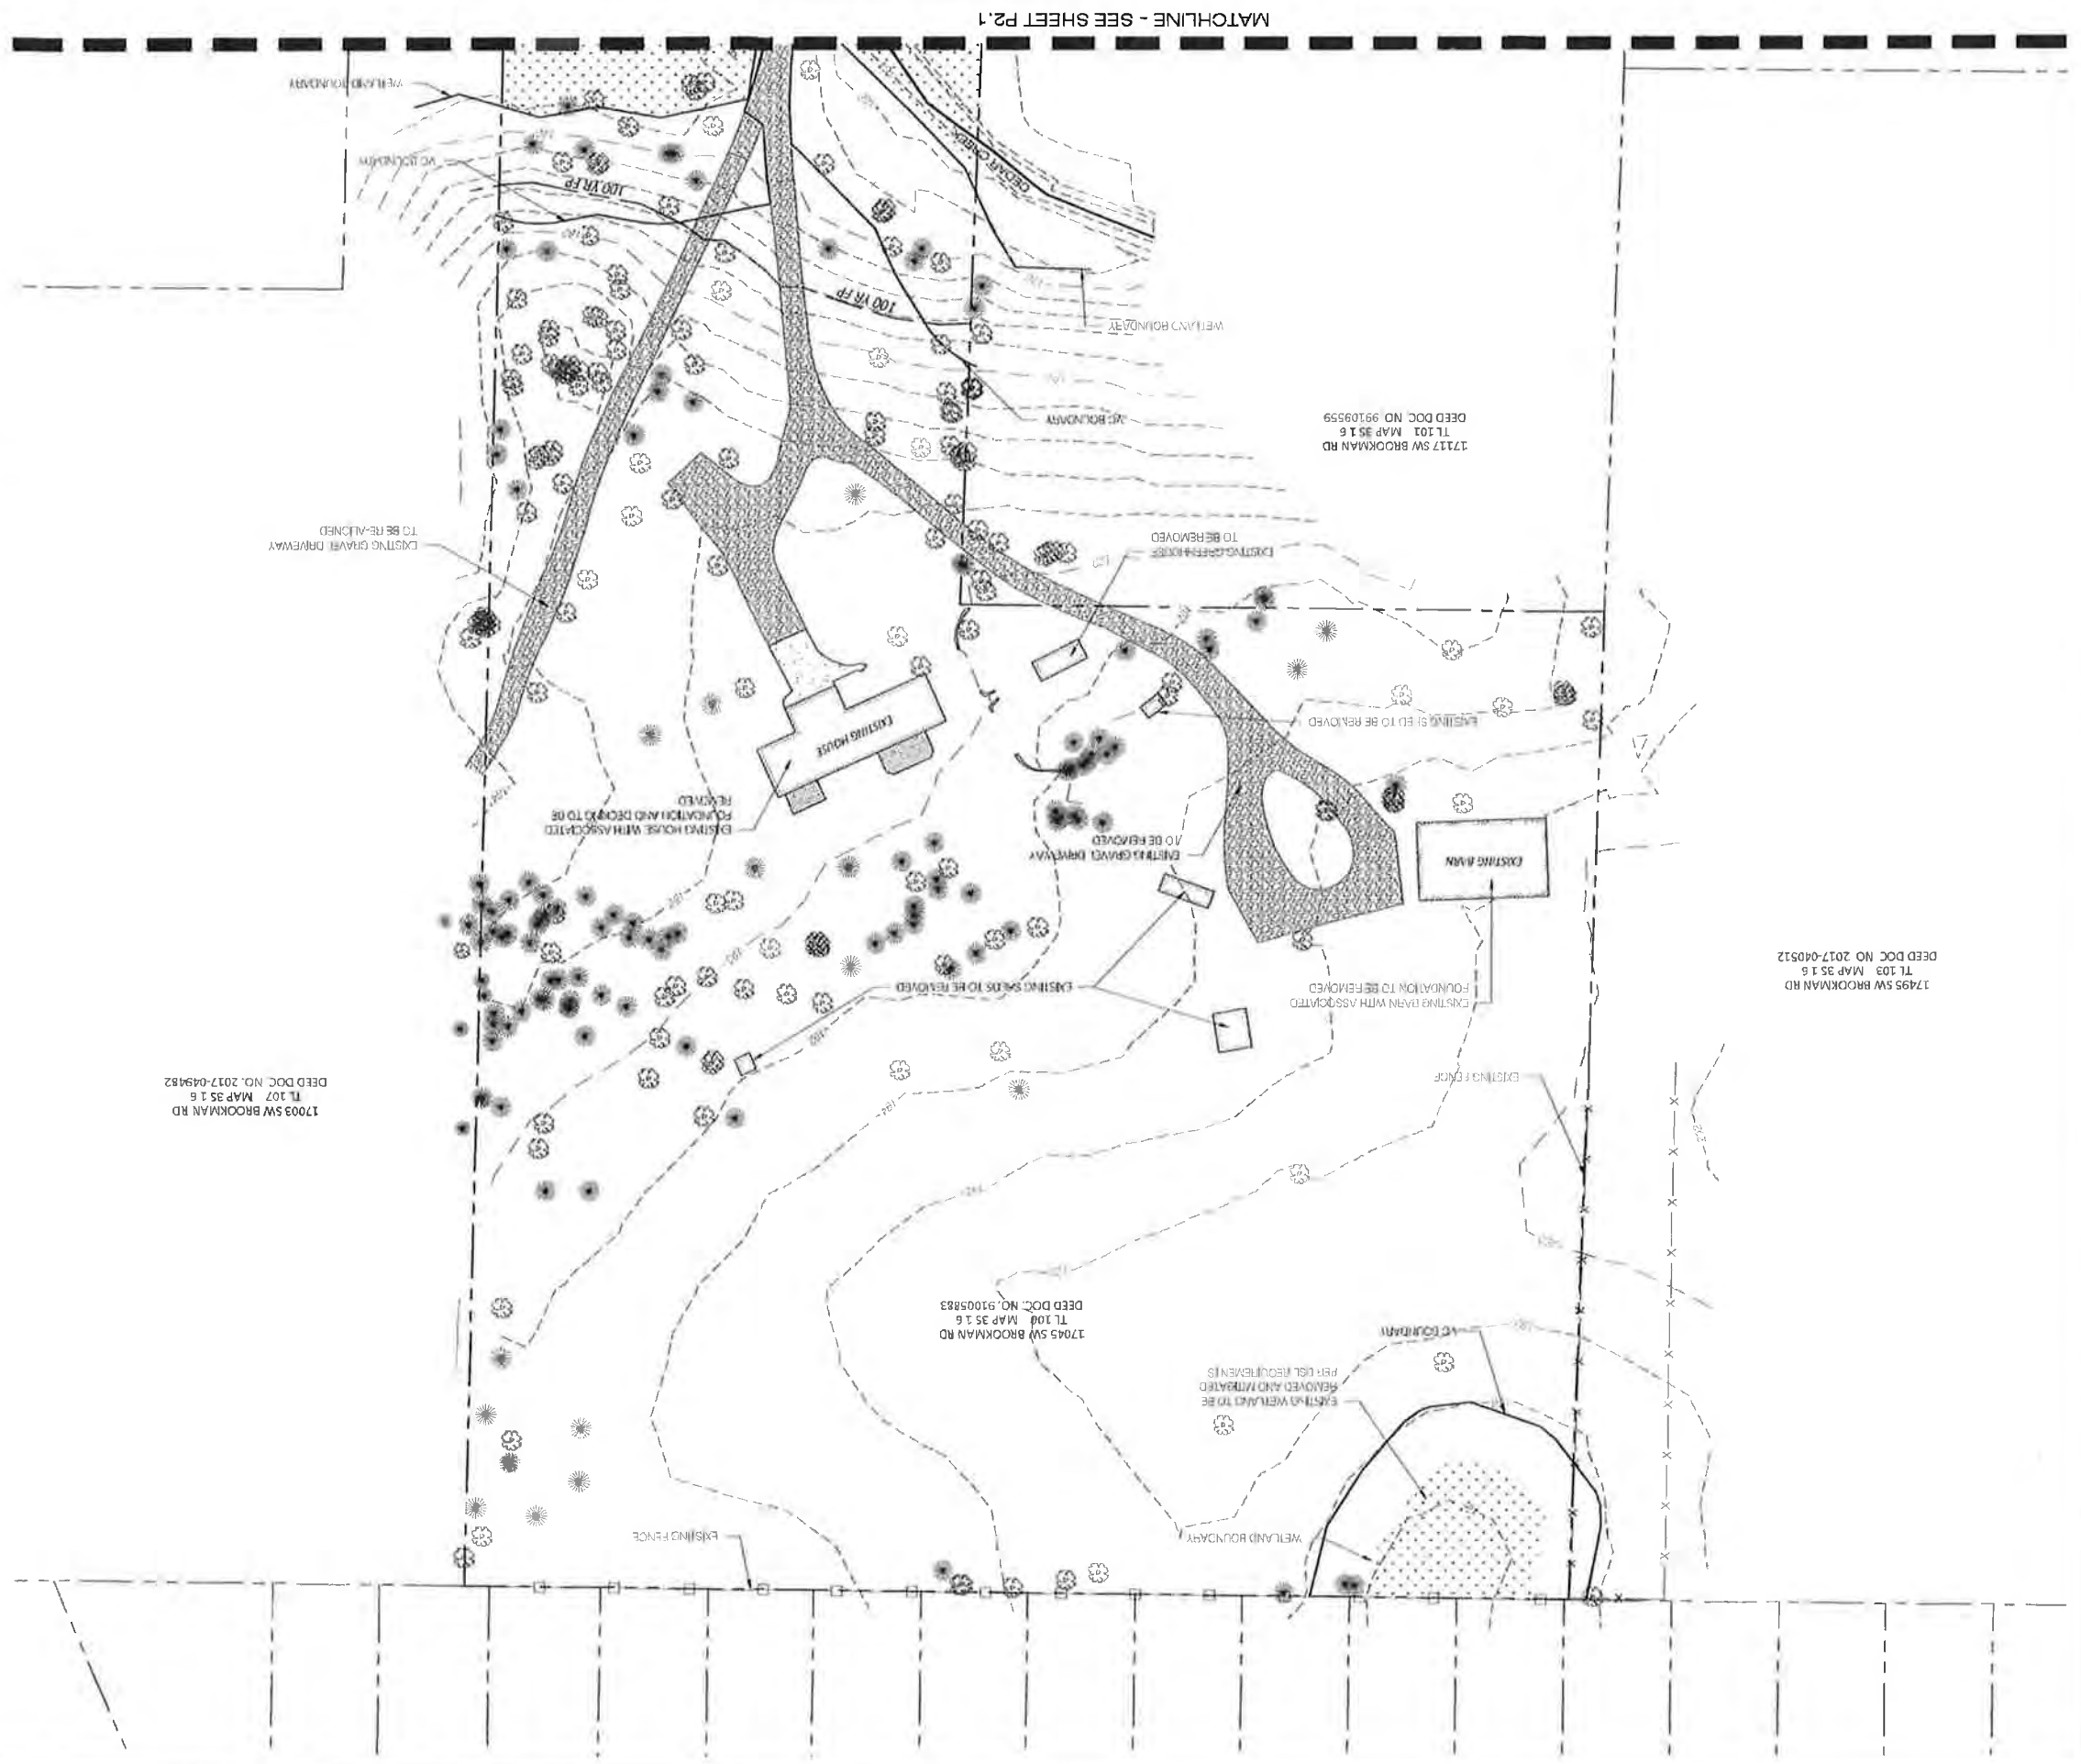 EXISTING FENCE
WETLAND BOUNDARY
EXISTING WETLAND TO BE
REMOVED AND MITIGATED
PER DSL REQUIREMENTS
VC BOUNDARY
17045 SW BROOKMAN RD
TL 100 MAP 3S 1 6
DEED DOC. NO. 91005883
17003 SW BROOKMAN RD
TL 107 MAP 3S 1 6
DEED DOC. NO. 2017-049482
EXISTING FENCE
EXISTING BARN WITH ASSOCIATED
FOUNDATION TO BE REMOVED
17495 SW BROOKMAN RD
TL 103 MAP 3S 1 6
DEED DOC NO 2017-040512
EXISTING SHEDS TO BE REMOVED
EXISTING BARN
EXISTING GRAVEL DRIVEWAY
TO BE REMOVED
EXISTING HOUSE WITH ASSOCIATED
FOUNDATION AND DECKING TO BE
REMOVED
EXISTING HOUSE
EXISTING SHED TO BE REMOVED
EXISTING GREENHOUSE
TO BE REMOVED
EXISTING GRAVEL DRIVEWAY
TO BE RE-ALIGNED
17117 SW BROOKMAN RD
TL 101 MAP 3S 1 6
DEED DOC NO 99109559
VC BOUNDARY
WETLAND BOUNDARY
100 YR FP
100 YR FP
CEDAR CREEK
VC BOUNDARY
WETLAND BOUNDARY
MATCHLINE - SEE SHEET P2.1